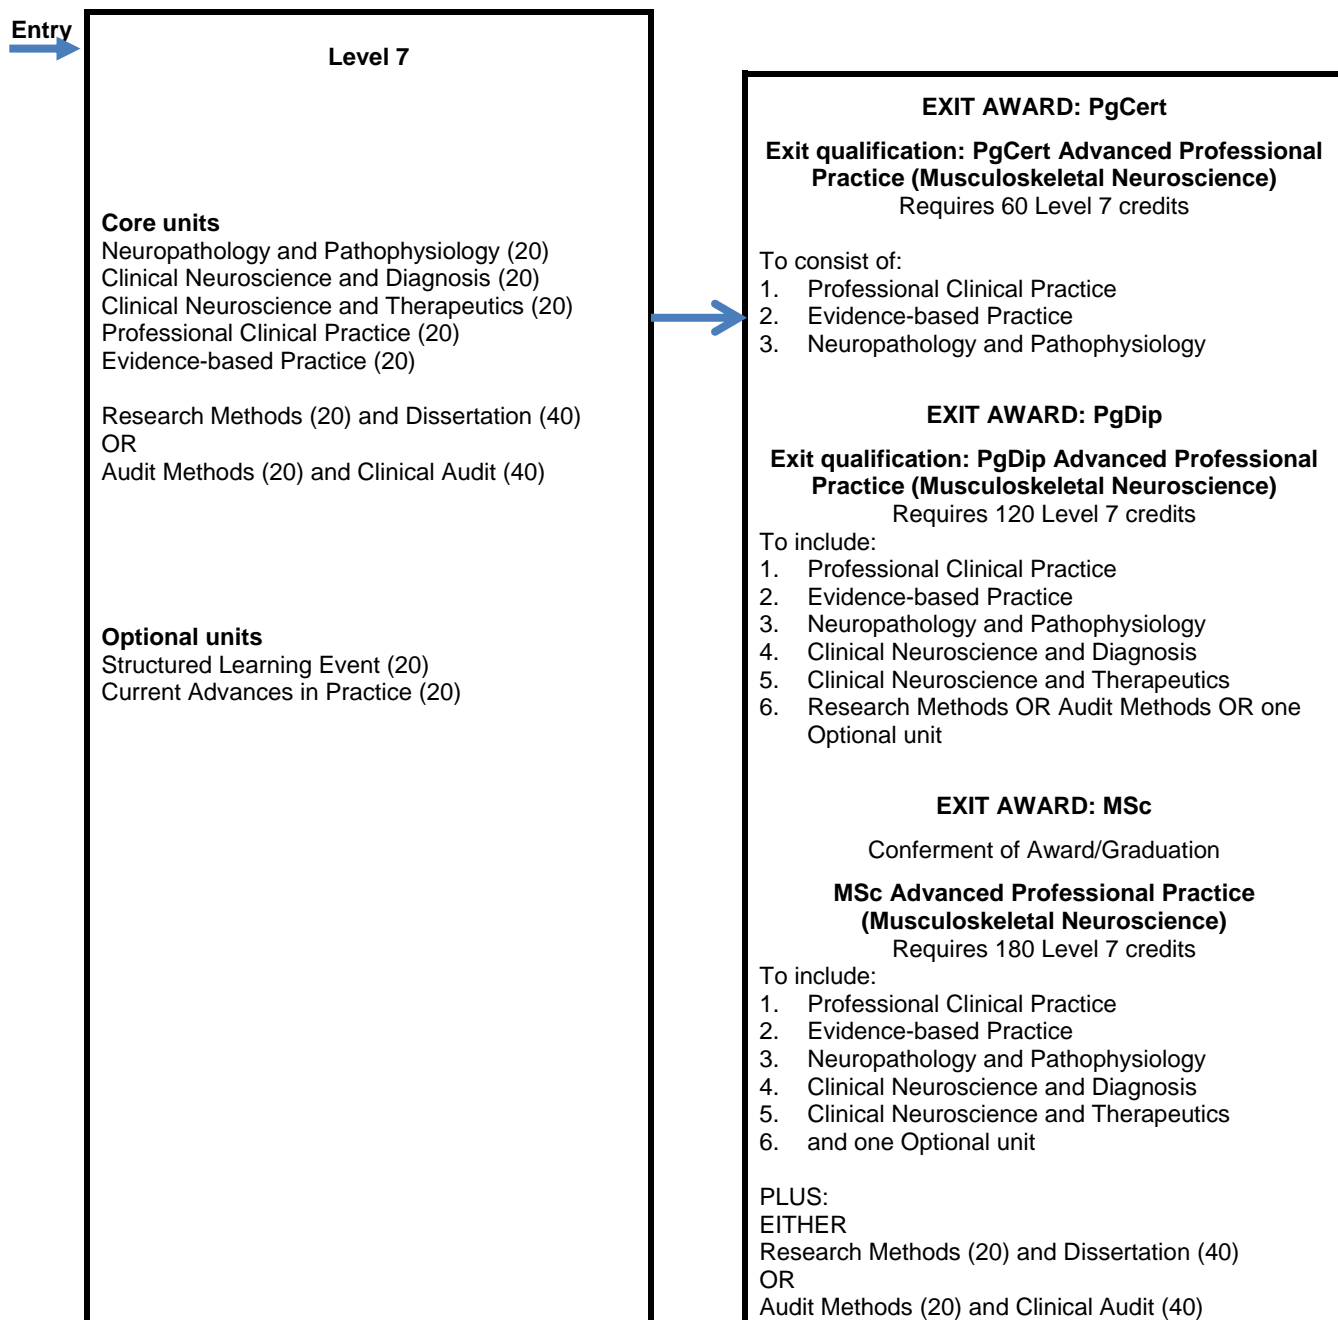 Entry
Level 7
Core units
Neuropathology and Pathophysiology (20)
Clinical Neuroscience and Diagnosis (20)
Clinical Neuroscience and Therapeutics (20)
Professional Clinical Practice (20)
Evidence-based Practice (20)
Research Methods (20) and Dissertation (40)
OR
Audit Methods (20) and Clinical Audit (40)
Optional units
Structured Learning Event (20)
Current Advances in Practice (20)
EXIT AWARD: PgCert
Exit qualification: PgCert Advanced Professional
Practice (Musculoskeletal Neuroscience)
Requires 60 Level 7 credits
To consist of:
1. Professional Clinical Practice
2. Evidence-based Practice
3. Neuropathology and Pathophysiology
EXIT AWARD: PgDip
Exit qualification: PgDip Advanced Professional
Practice (Musculoskeletal Neuroscience)
Requires 120 Level 7 credits
To include:
1. Professional Clinical Practice
2. Evidence-based Practice
3. Neuropathology and Pathophysiology
4. Clinical Neuroscience and Diagnosis
5. Clinical Neuroscience and Therapeutics
6. Research Methods OR Audit Methods OR one
Optional unit
EXIT AWARD: MSc
Conferment of Award/Graduation
MSc Advanced Professional Practice
(Musculoskeletal Neuroscience)
Requires 180 Level 7 credits
To include:
1. Professional Clinical Practice
2. Evidence-based Practice
3. Neuropathology and Pathophysiology
4. Clinical Neuroscience and Diagnosis
5. Clinical Neuroscience and Therapeutics
6. and one Optional unit
PLUS:
EITHER
Research Methods (20) and Dissertation (40)
OR
Audit Methods (20) and Clinical Audit (40)